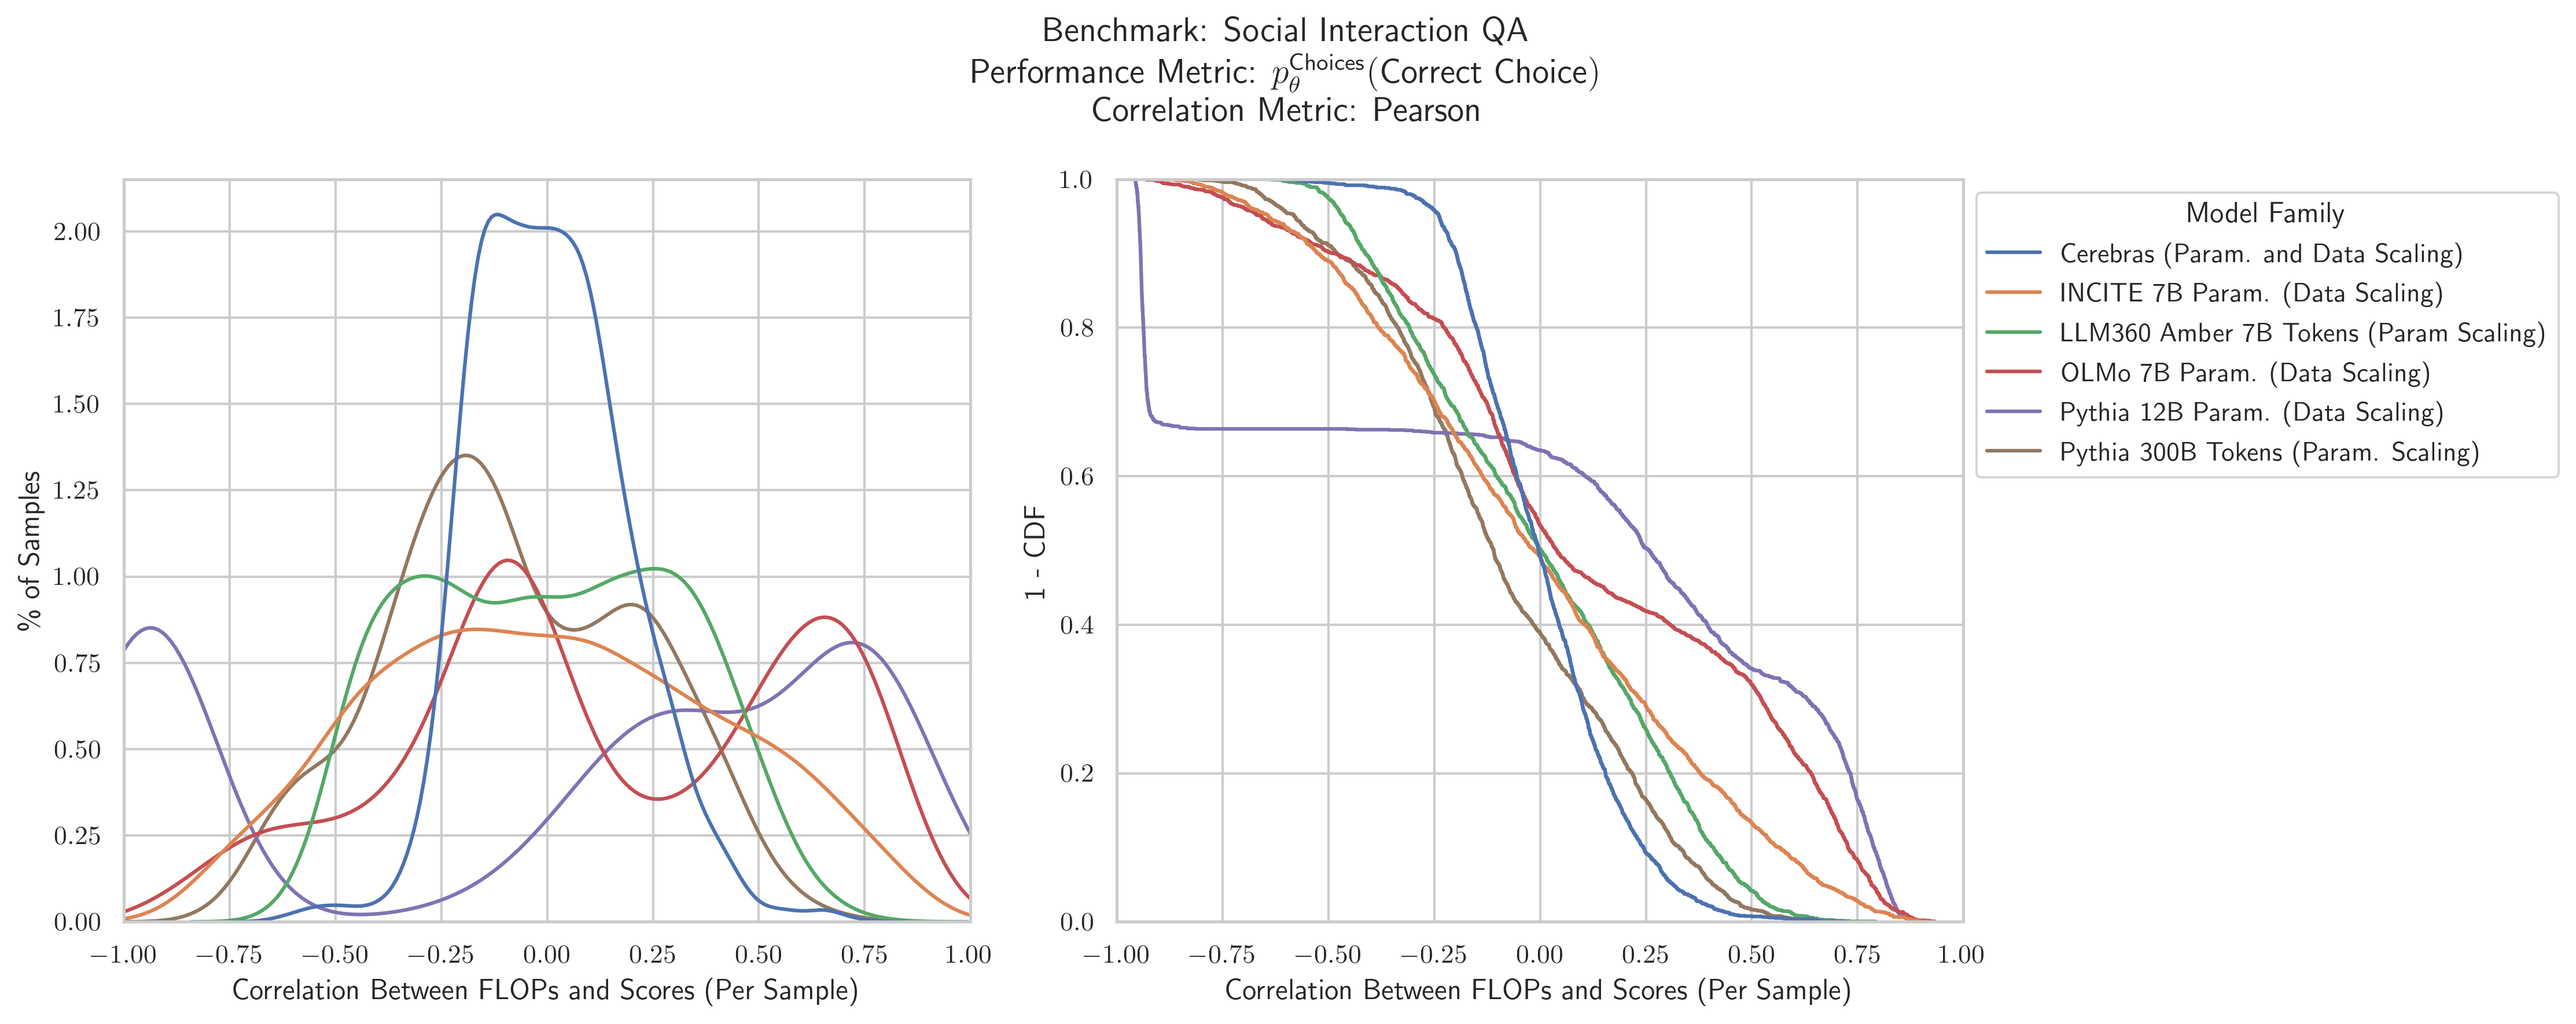 Benchmark: Social Interaction QA
Performance Metric: $p_\theta^{\text{Choices}}$(Correct Choice)
Correlation Metric: Pearson
2.00
1.75
1.50
1.25
1.00
0.75
0.50
0.25
0.00
% of Samples
−1.00 −0.75 −0.50 −0.25 0.00 0.25 0.50 0.75 1.00
Correlation Between FLOPs and Scores (Per Sample)
1.0
0.8
0.6
0.4
0.2
0.0
1 - CDF
−1.00 −0.75 −0.50 −0.25 0.00 0.25 0.50 0.75 1.00
Correlation Between FLOPs and Scores (Per Sample)
Model Family
Cerebras (Param. and Data Scaling)
INCITE 7B Param. (Data Scaling)
LLM360 Amber 7B Tokens (Param Scaling)
OLMo 7B Param. (Data Scaling)
Pythia 12B Param. (Data Scaling)
Pythia 300B Tokens (Param. Scaling)